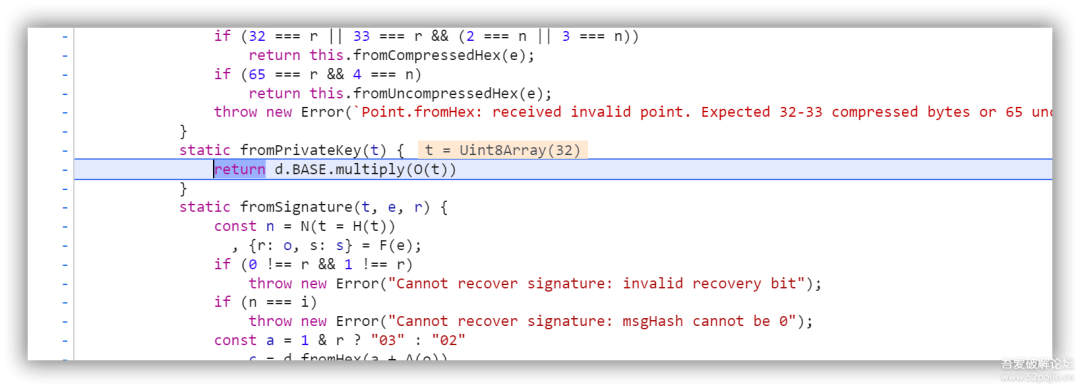 if (32 === r || 33 === r && (2 === n || 3 === n))
return this.fromCompressedHex(e);
if (65 === r && 4 === n)
return this.fromUncompressedHex(e);
throw new Error(`Point.fromHex: received invalid point. Expected 32-33 compressed bytes or 65 unc
}
static fromPrivateKey(t) { t = Uint8Array(32)
return d.BASE.multiply(O(t))
}
static fromSignature(t, e, r) {
const n = N(t = H(t))
, {r: o, s: s} = F(e);
if (0 !== r && 1 !== r)
throw new Error("Cannot recover signature: invalid recovery bit");
if (n === i)
throw new Error("Cannot recover signature: msgHash cannot be 0");
const a = 1 & r ? "03" : "02"
c = d.fromHex(a + A(o))
吾爱破解论坛
www.52pojie.cn